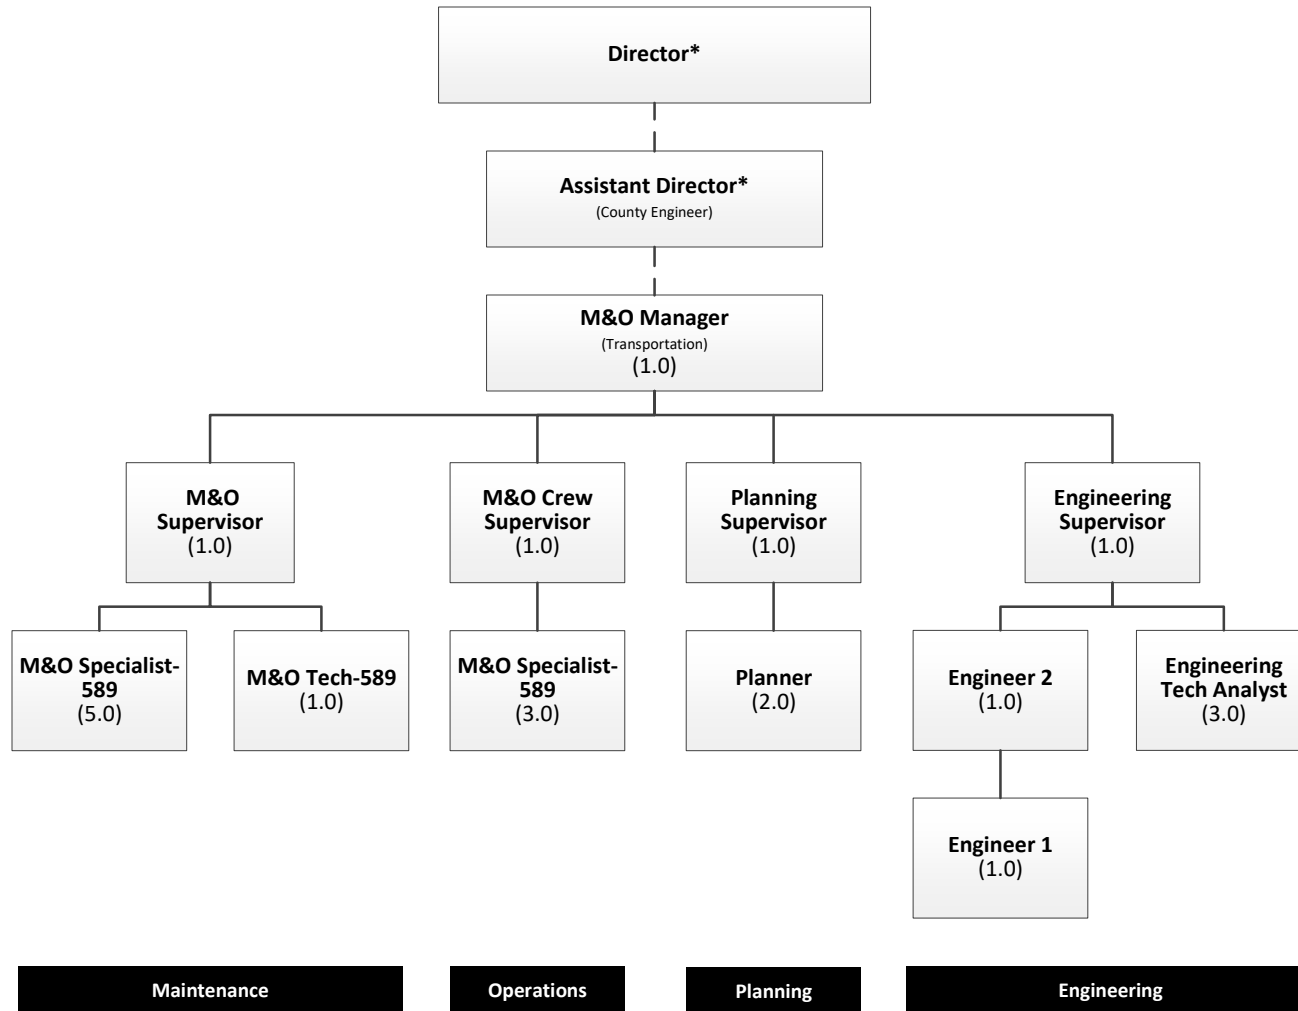 Director*
Assistant Director*
(County Engineer)
M&O Manager
(Transportation)
(1.0)
M&O
Supervisor
(1.0)
M&O Crew
Supervisor
(1.0)
Planning
Supervisor
(1.0)
Engineering
Supervisor
(1.0)
M&O Specialist-
589
(5.0)
M&O Tech-589
(1.0)
M&O Specialist-
589
(3.0)
Planner
(2.0)
Engineer 2
(1.0)
Engineering
Tech Analyst
(3.0)
Engineer 1
(1.0)
Maintenance
Operations
Planning
Engineering